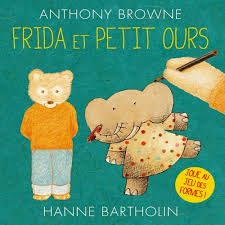 ANTHONY BROWNE
FRIDA ET PETIT OURS
JOUE AU
JEU DES
FORMES !
HANNE BARTHOLIN